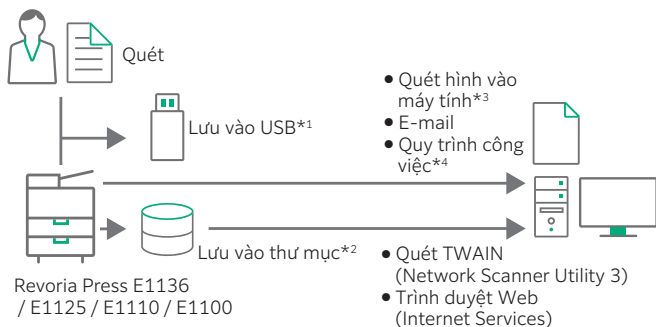 Quét
Lưu vào USB*1
• Quét hình vào
máy tính*3
• E-mail
• Quy trình công
việc*4
Lưu vào thư mục*2
• Quét TWAIN
(Network Scanner Utility 3)
• Trình duyệt Web
(Internet Services)
Revoria Press E1136
/ E1125 / E1110 / E1100